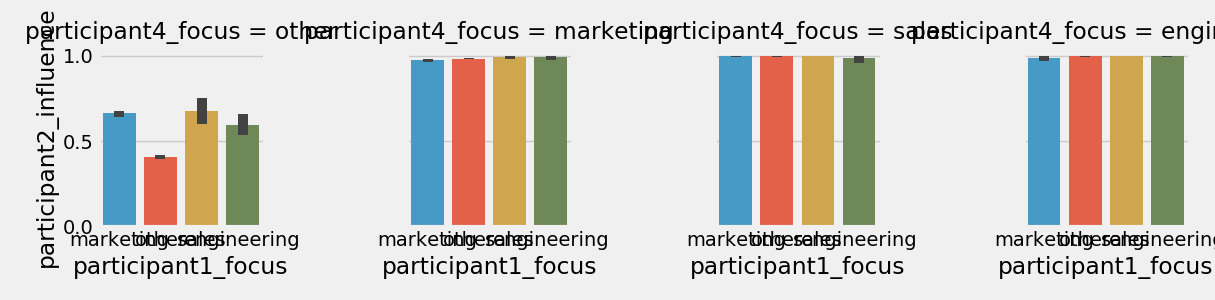 participant4_focus = other
participant4_focus = marketing
participant4_focus = sales
participant4_focus = engin
participant2_influence
1.0
0.5
0.0
marketing other sales engineering
marketing other sales engineering
marketing other sales engineering
marketing other sales engineering
participant1_focus
participant1_focus
participant1_focus
participant1_focus